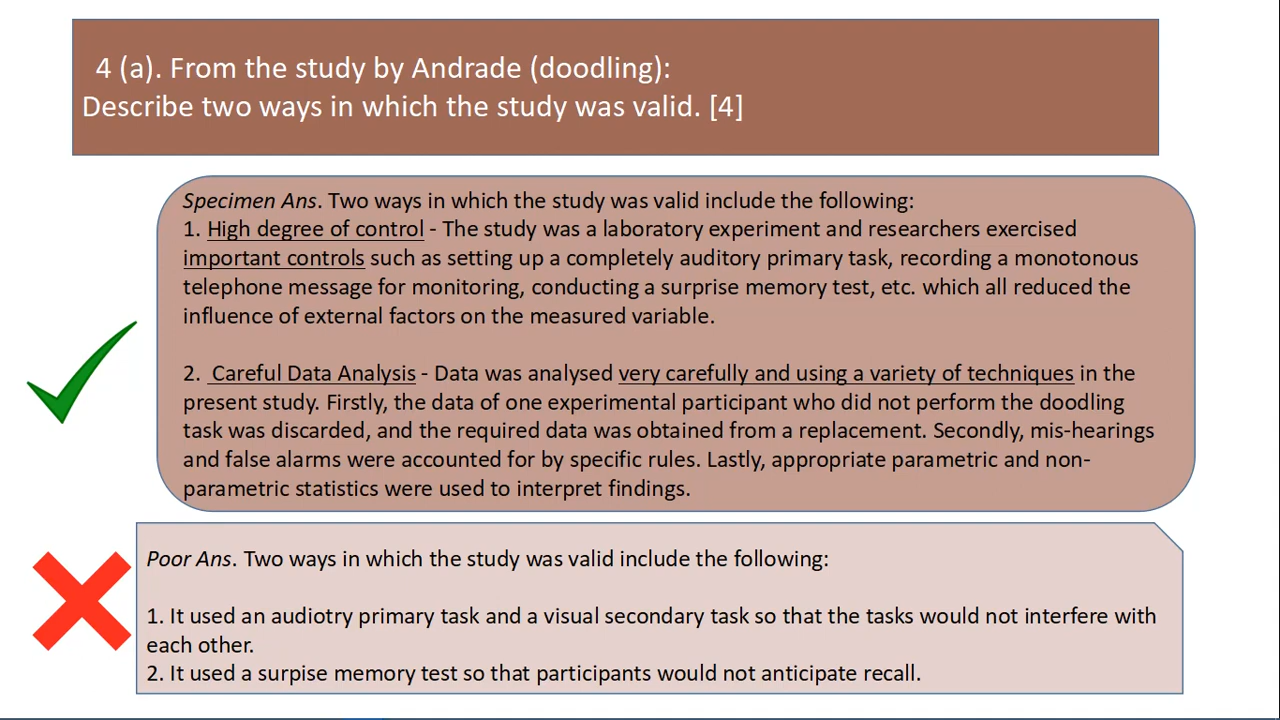 4 (a). From the study by Andrade (doodling):
Describe two ways in which the study was valid. [4]
Specimen Ans. Two ways in which the study was valid include the following:
1. High degree of control - The study was a laboratory experiment and researchers exercised
important controls such as setting up a completely auditory primary task, recording a monotonous
telephone message for monitoring, conducting a surprise memory test, etc. which all reduced the
influence of external factors on the measured variable.
2. Careful Data Analysis - Data was analysed very carefully and using a variety of techniques in the
present study. Firstly, the data of one experimental participant who did not perform the doodling
task was discarded, and the required data was obtained from a replacement. Secondly, mis-hearings
and false alarms were accounted for by specific rules. Lastly, appropriate parametric and non-
parametric statistics were used to interpret findings.
Poor Ans. Two ways in which the study was valid include the following:
1. It used an audiotry primary task and a visual secondary task so that the tasks would not interfere with
each other.
2. It used a surpise memory test so that participants would not anticipate recall.